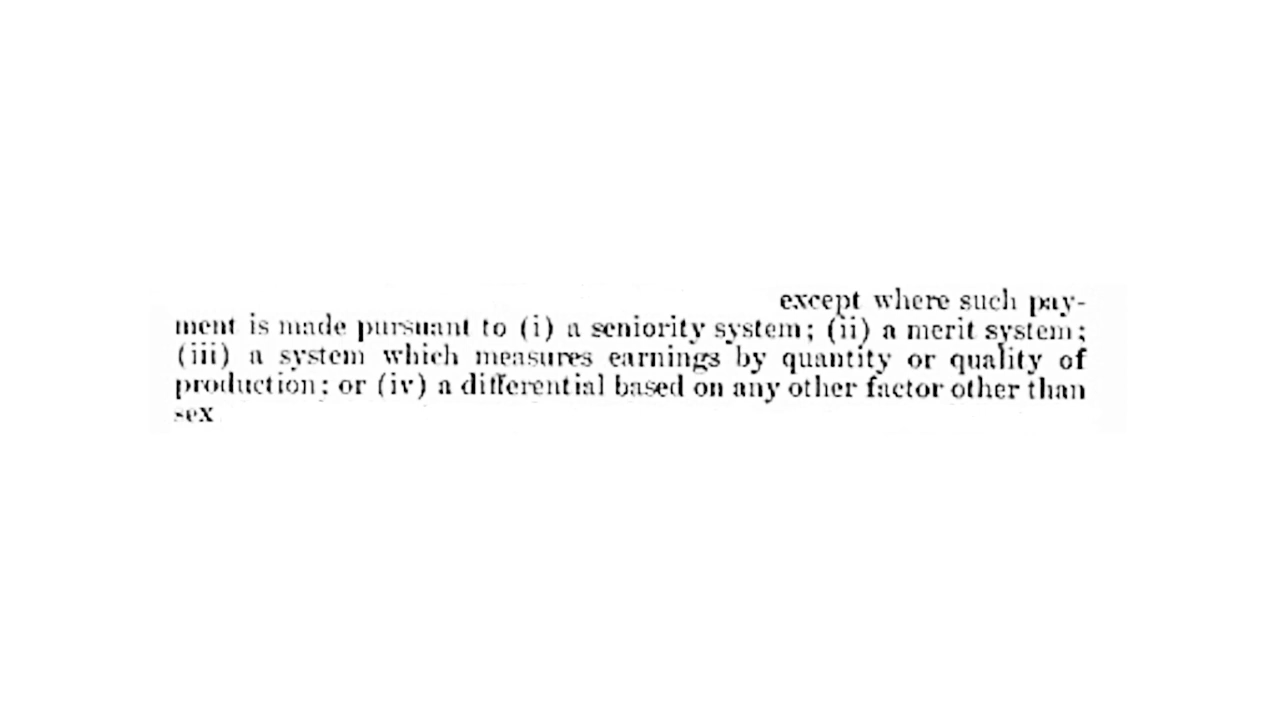 except where such pay-
ment is made pursuant to (i) a seniority system; (ii) a merit system;
(iii) a system which measures earnings by quantity or quality of
production; or (iv) a differential based on any other factor other than
sex